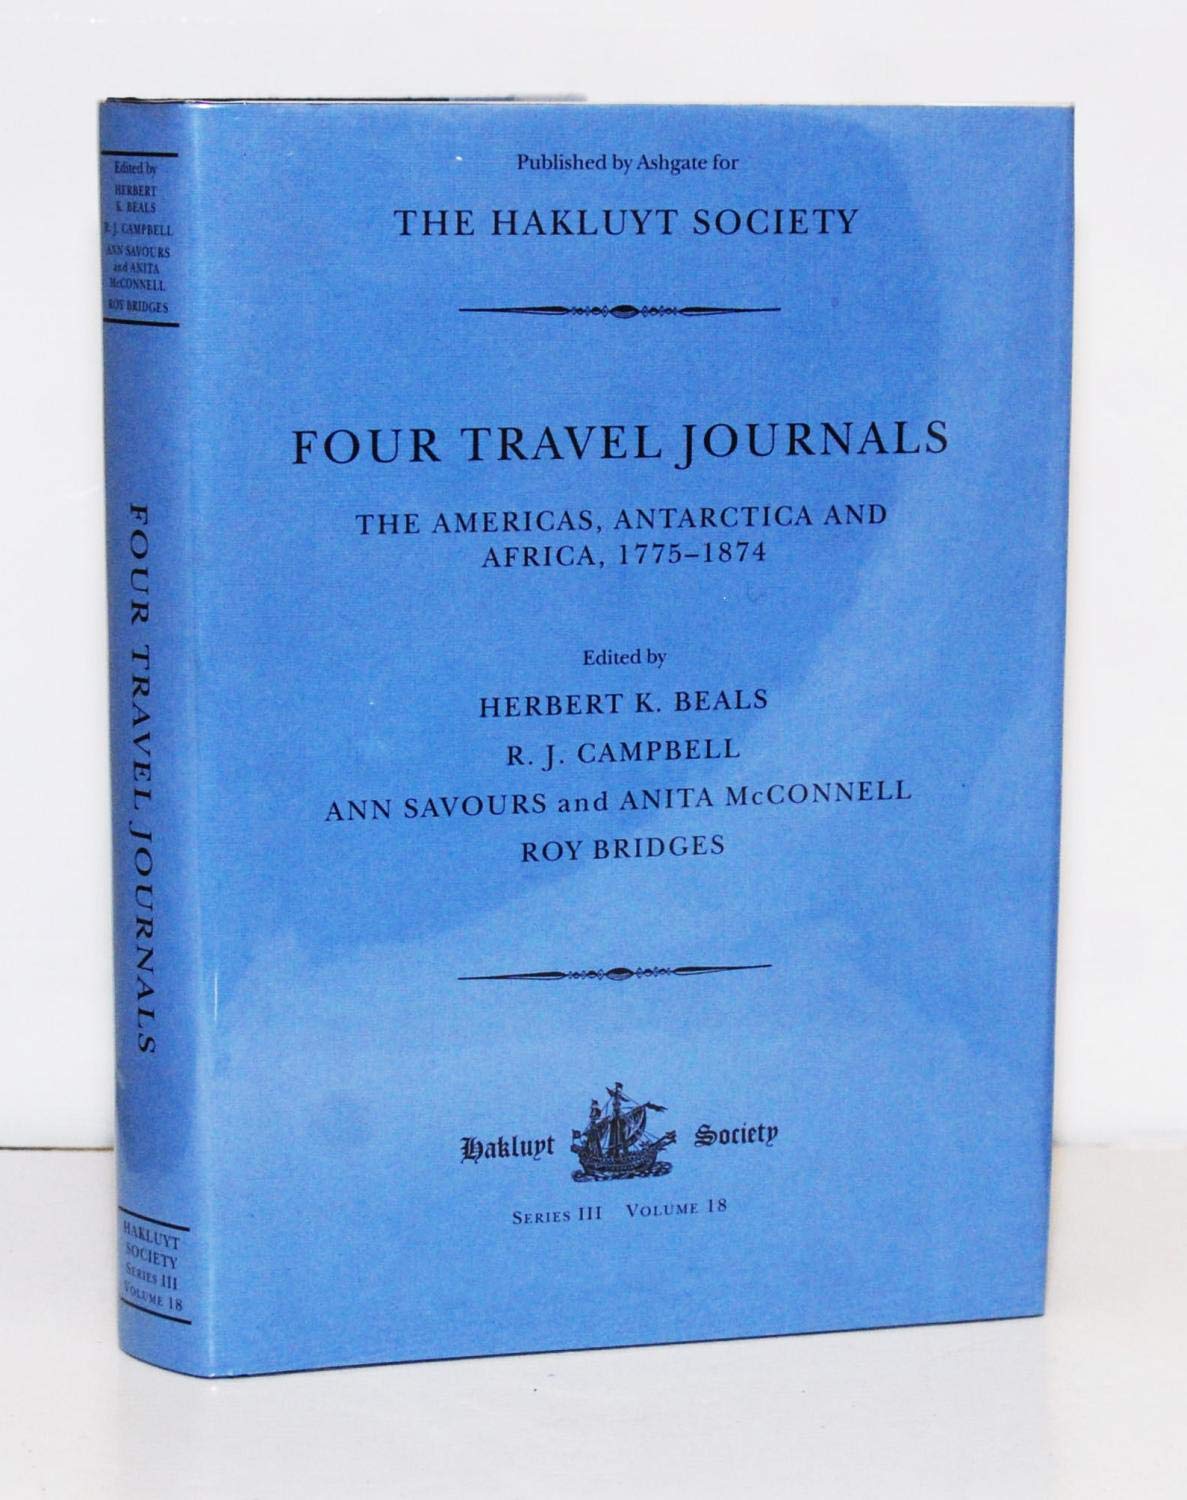 Edited by
HERBERT
K. BEALS
R. J. CAMPBELL
ANN SAVOURS
and ANITA
McCONNELL
ROY BRIDGES
FOUR TRAVEL JOURNALS
HAKLUYT
SOCIETY
SERIES III
VOLUME 18
Published by Ashgate for
THE HAKLUYT SOCIETY
FOUR TRAVEL JOURNALS
THE AMERICAS, ANTARCTICA AND
AFRICA, 1775–1874
Edited by
HERBERT K. BEALS
R. J. CAMPBELL
ANN SAVOURS and ANITA McCONNELL
ROY BRIDGES
Hakluyt Society
SERIES III VOLUME 18